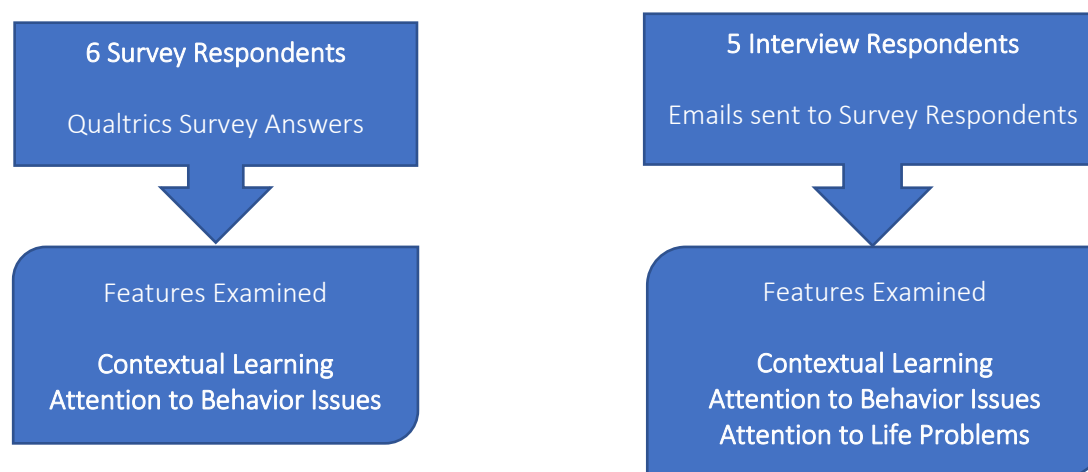 6 Survey Respondents
Qualtrics Survey Answers
Features Examined
Contextual Learning
Attention to Behavior Issues
5 Interview Respondents
Emails sent to Survey Respondents
Features Examined
Contextual Learning
Attention to Behavior Issues
Attention to Life Problems